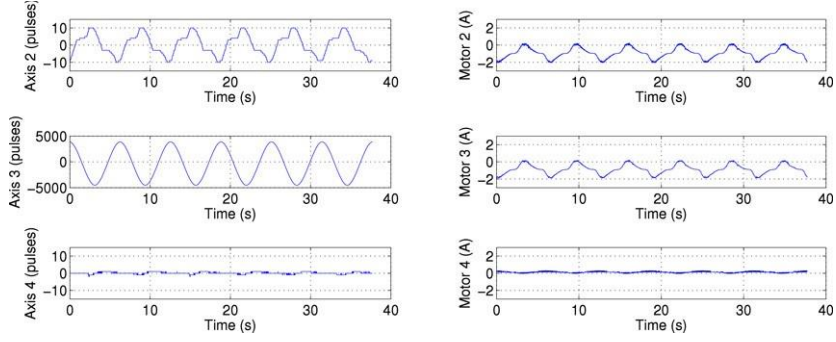 Axis 2 (pulses)
10
0
−10
0 10 20 30 40
Time (s)
Motor 2 (A)
2
0
−2
0 10 20 30 40
Time (s)
Axis 3 (pulses)
5000
0
−5000
0 10 20 30 40
Time (s)
Motor 3 (A)
2
0
−2
0 10 20 30 40
Time (s)
Axis 4 (pulses)
10
0
−10
0 10 20 30 40
Time (s)
Motor 4 (A)
2
0
−2
0 10 20 30 40
Time (s)